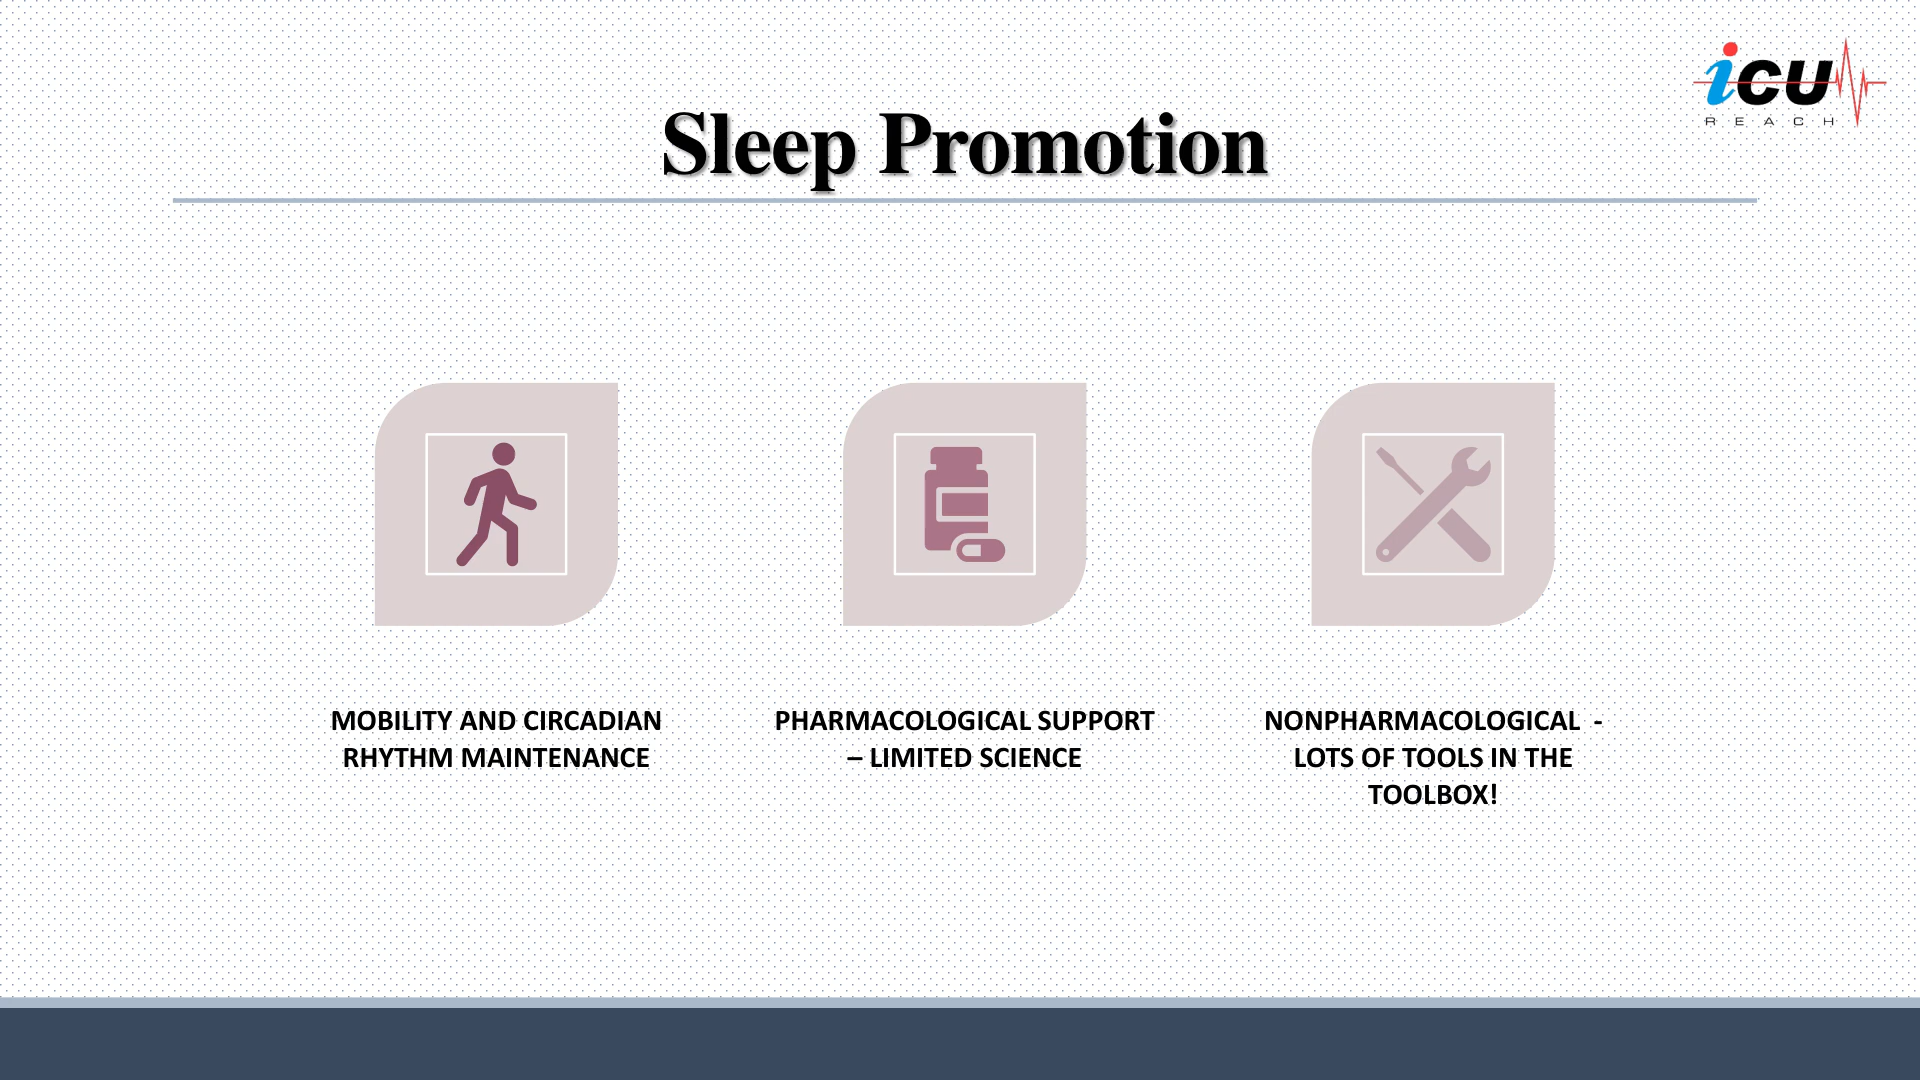 icu
REACH
Sleep Promotion
MOBILITY AND CIRCADIAN
RHYTHM MAINTENANCE
PHARMACOLOGICAL SUPPORT
– LIMITED SCIENCE
NONPHARMACOLOGICAL  -
LOTS OF TOOLS IN THE
TOOLBOX!